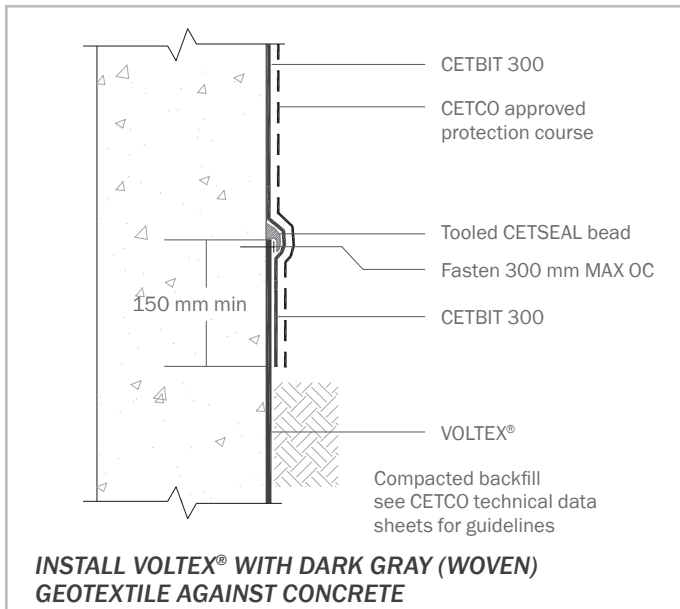 CETBIT 300
CETCO approved
protection course
Tooled CETSEAL bead
Fasten 300 mm MAX OC
150 mm min
CETBIT 300
VOLTEX®
Compacted backfill
see CETCO technical data
sheets for guidelines
INSTALL VOLTEX® WITH DARK GRAY (WOVEN)
GEOTEXTILE AGAINST CONCRETE